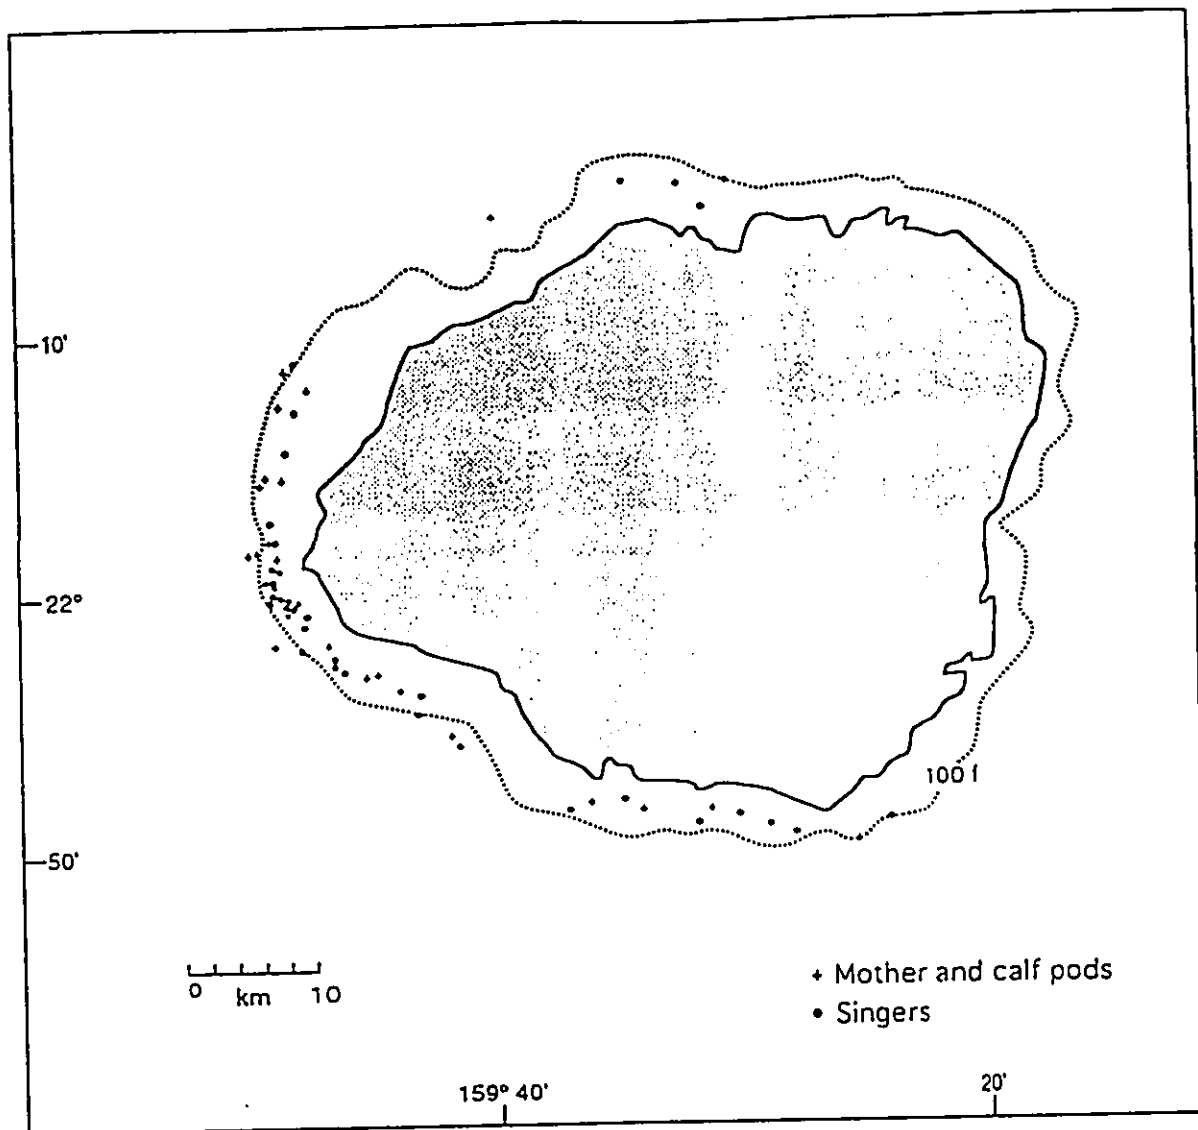 10'
22°
100 f
50'
0 km 10
+ Mother and calf pods
• Singers
159° 40'
20'